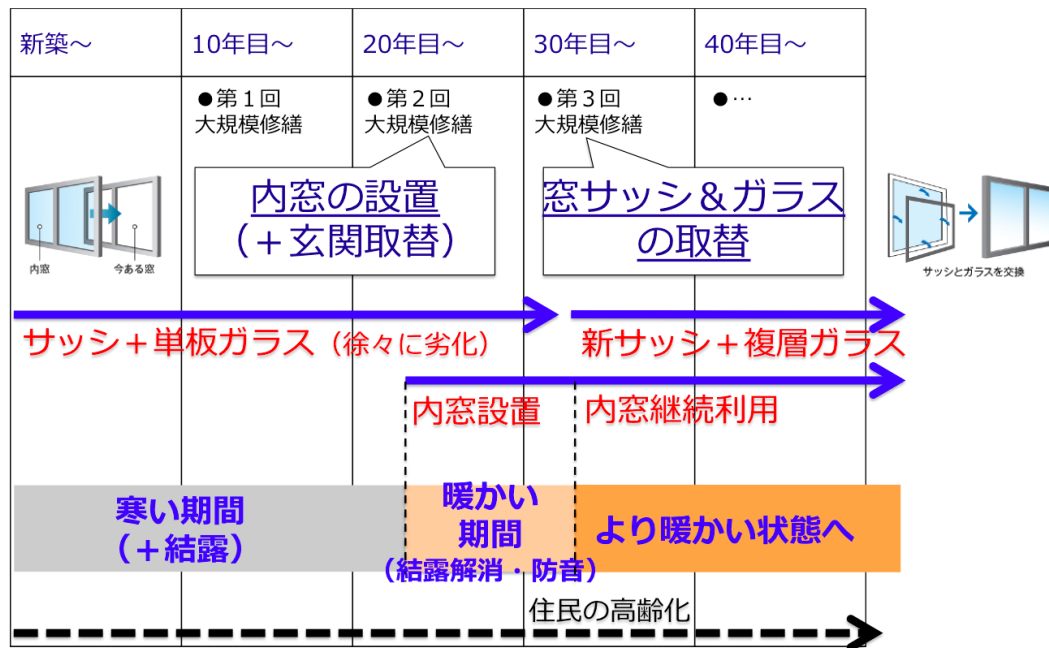 新築～
10年目～
20年目～
30年目～
40年目～
●第１回
大規模修繕
●第２回
大規模修繕
●第３回
大規模修繕
●…
内窓の設置
（＋玄関取替）
窓サッシ＆ガラス
の取替
内窓
今ある窓
サッシとガラスを交換
サッシ＋単板ガラス（徐々に劣化）
新サッシ＋複層ガラス
内窓設置
内窓継続利用
寒い期間
（＋結露）
暖かい
期間
（結露解消・防音）
より暖かい状態へ
住民の高齢化